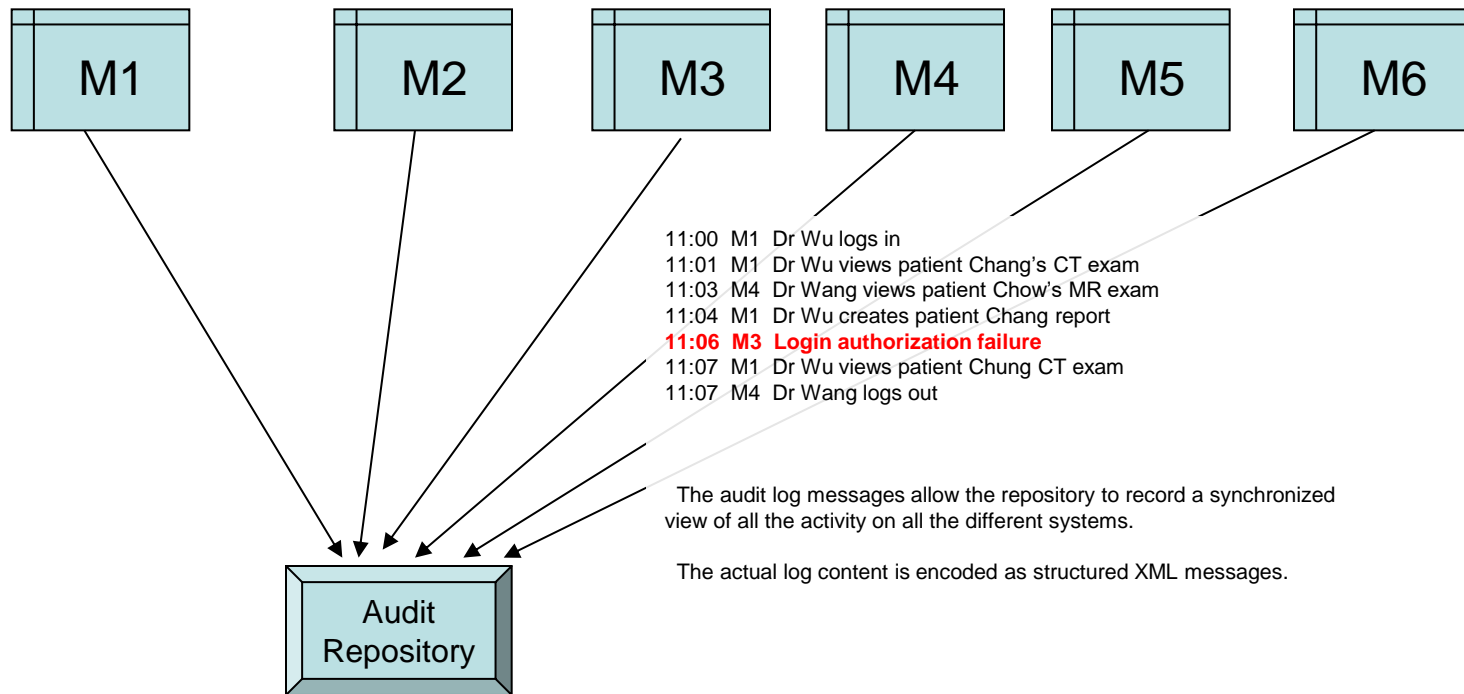 M1
M2
M3
M4
M5
M6
11:00 M1 Dr Wu logs in
11:01 M1 Dr Wu views patient Chang’s CT exam
11:03 M4 Dr Wang views patient Chow’s MR exam
11:04 M1 Dr Wu creates patient Chang report
11:06 M3 Login authorization failure
11:07 M1 Dr Wu views patient Chung CT exam
11:07 M4 Dr Wang logs out
The audit log messages allow the repository to record a synchronized
view of all the activity on all the different systems.
The actual log content is encoded as structured XML messages.
Audit
Repository